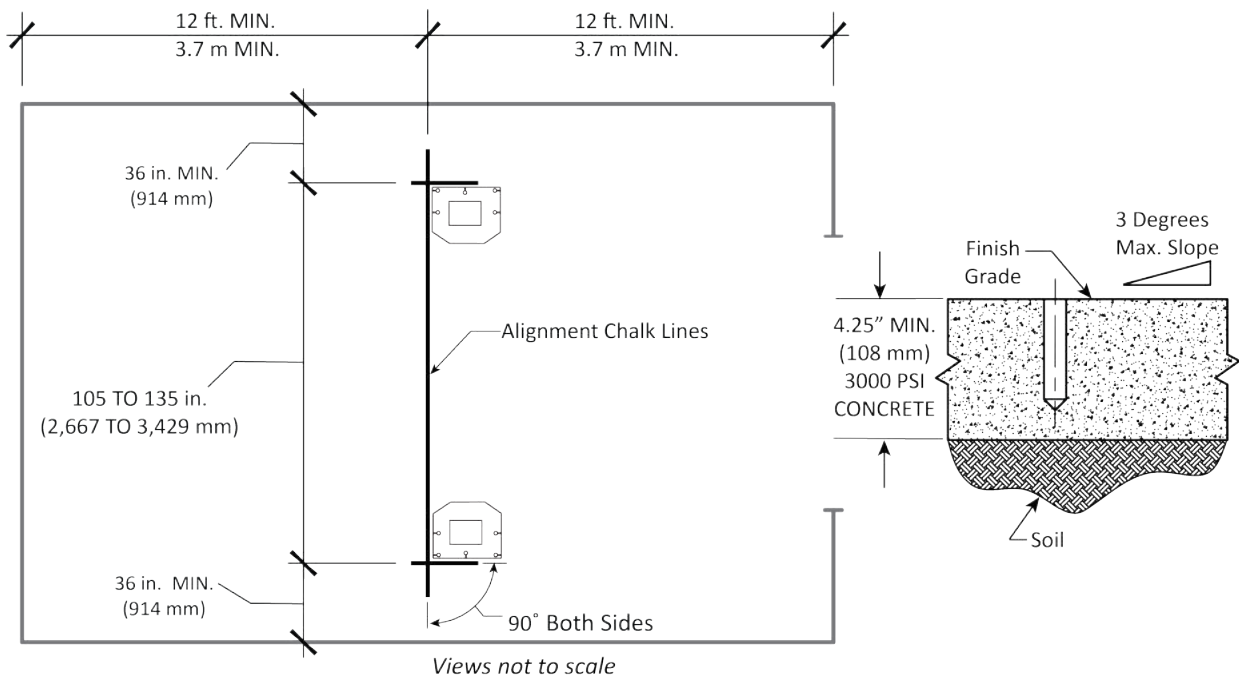 12 ft. MIN.
3.7 m MIN.
12 ft. MIN.
3.7 m MIN.
36 in. MIN.
(914 mm)
Alignment Chalk Lines
105 TO 135 in.
(2,667 TO 3,429 mm)
36 in. MIN.
(914 mm)
90° Both Sides
Views not to scale
3 Degrees
Max. Slope
Finish
Grade
4.25” MIN.
(108 mm)
3000 PSI
CONCRETE
Soil